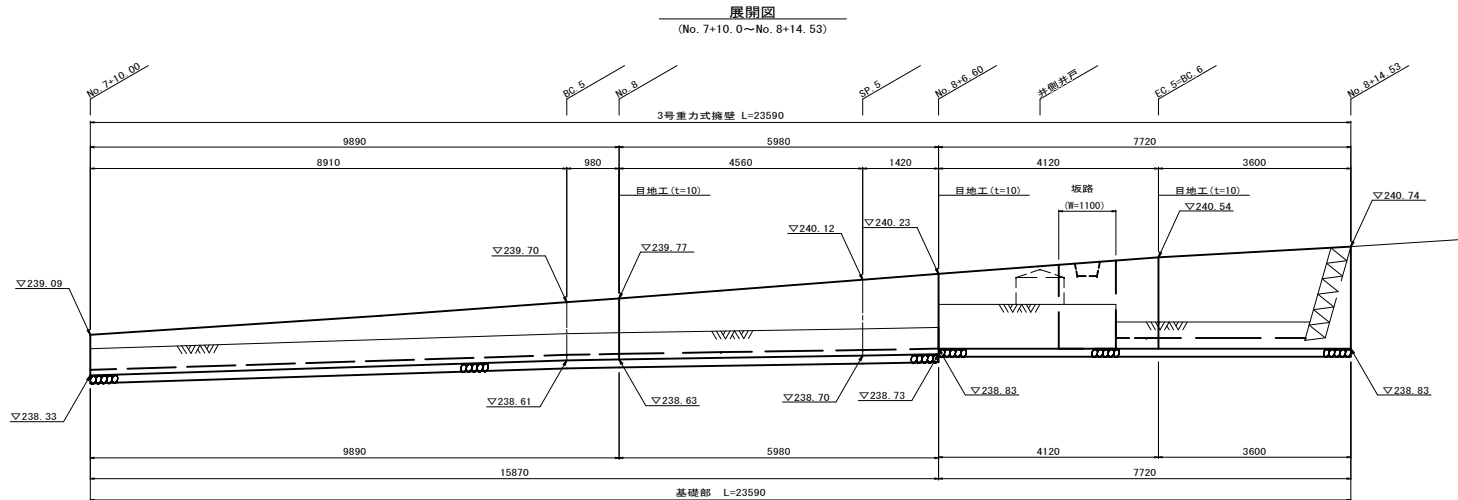 展開図
(No. 7+10. 0～No. 8+14. 53)
No. 7+10. 00
BC. 5
No. 8
SP. 5
No. 8+6. 60
井側井戸
EC. 5=BC. 6
No. 8+14. 53
3号重力式擁壁 L=23590
9890
5980
7720
8910
980
4560
1420
4120
3600
目地工(t=10)
目地工(t=10)
坂路
(W=1100)
目地工(t=10)
▽239. 09
▽239. 70
▽239. 77
▽240. 12
▽240. 23
▽240. 54
▽240. 74
▽238. 33
▽238. 61
▽238. 63
▽238. 70
▽238. 73
▽238. 83
▽238. 83
9890
5980
4120
3600
15870
7720
基礎部 L=23590